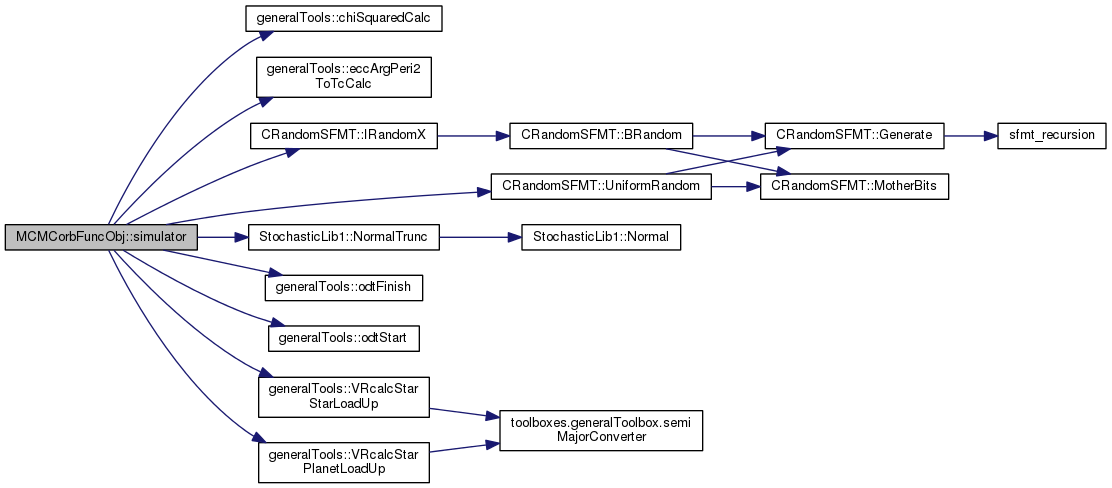 generalTools::chiSquaredCalc
generalTools::eccArgPeri2
ToTcCalc
CRandomSFMT::IRandomX
CRandomSFMT::BRandom
CRandomSFMT::Generate
sfmt_recursion
CRandomSFMT::UniformRandom
CRandomSFMT::MotherBits
MCMCorbFuncObj::simulator
StochasticLib1::NormalTrunc
StochasticLib1::Normal
generalTools::odtFinish
generalTools::odtStart
generalTools::VRcalcStar
StarLoadUp
toolboxes.generalToolbox.semi
MajorConverter
generalTools::VRcalcStar
PlanetLoadUp